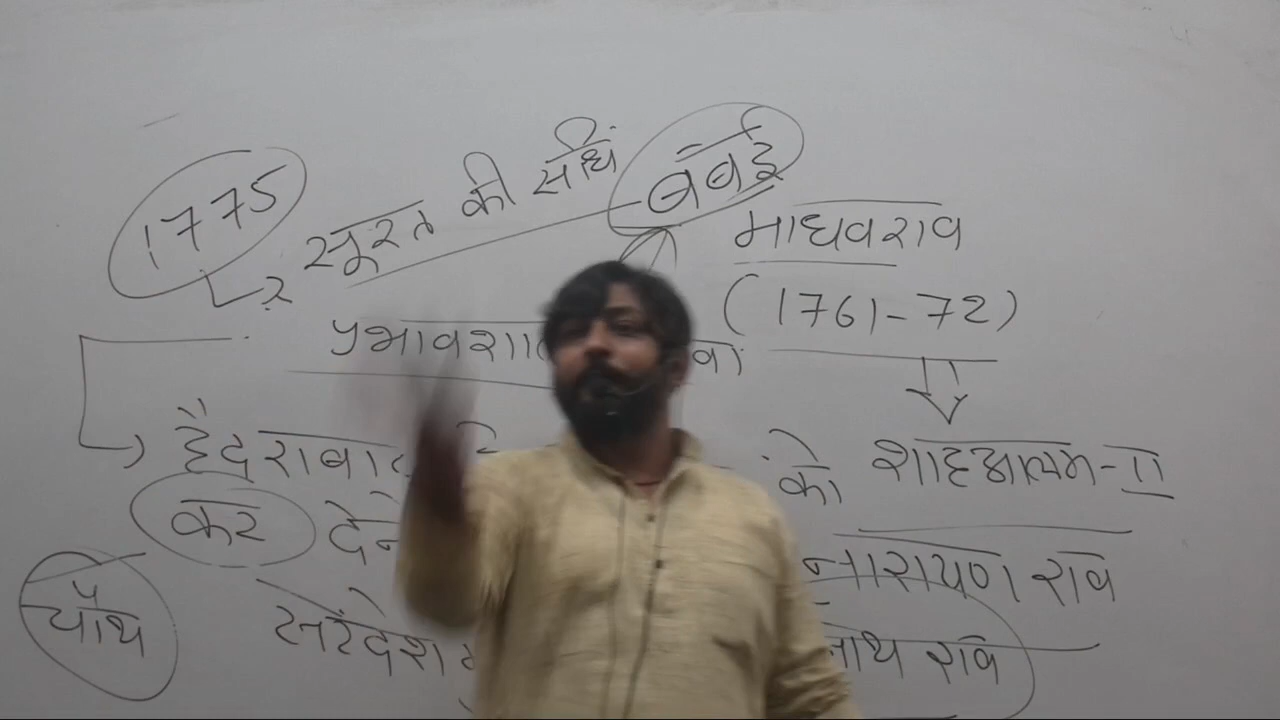 1775 सूरत की संधि बंबई
माधवराव
(1761-72)
प्रभावशा
हैदराबाद को शाहआलम-II
कर देने नारायण राव
चौथ सरदेश राव